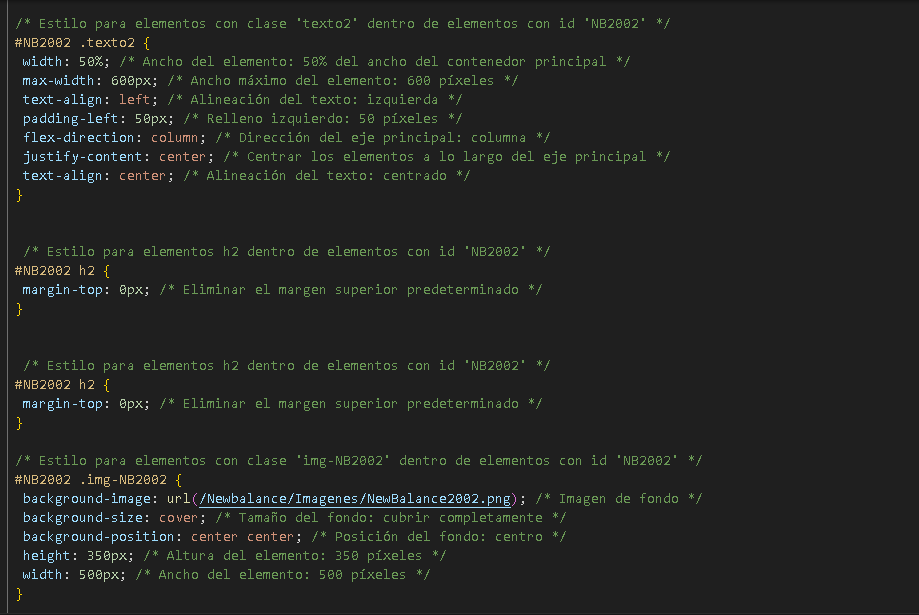 /* Estilo para elementos con clase 'texto2' dentro de elementos con id 'NB2002' */
#NB2002 .texto2 {
width: 50%; /* Ancho del elemento: 50% del ancho del contenedor principal */
max-width: 600px; /* Ancho máximo del elemento: 600 píxeles */
text-align: left; /* Alineación del texto: izquierda */
padding-left: 50px; /* Relleno izquierdo: 50 píxeles */
flex-direction: column; /* Dirección del eje principal: columna */
justify-content: center; /* Centrar los elementos a lo largo del eje principal */
text-align: center; /* Alineación del texto: centrado */
}
/* Estilo para elementos h2 dentro de elementos con id 'NB2002' */
#NB2002 h2 {
margin-top: 0px; /* Eliminar el margen superior predeterminado */
}
/* Estilo para elementos h2 dentro de elementos con id 'NB2002' */
#NB2002 h2 {
margin-top: 0px; /* Eliminar el margen superior predeterminado */
}
/* Estilo para elementos con clase 'img-NB2002' dentro de elementos con id 'NB2002' */
#NB2002 .img-NB2002 {
background-image: url(/Newbalance/Imagenes/NewBalance2002.png); /* Imagen de fondo */
background-size: cover; /* Tamaño del fondo: cubrir completamente */
background-position: center center; /* Posición del fondo: centro */
height: 350px; /* Altura del elemento: 350 píxeles */
width: 500px; /* Ancho del elemento: 500 píxeles */
}